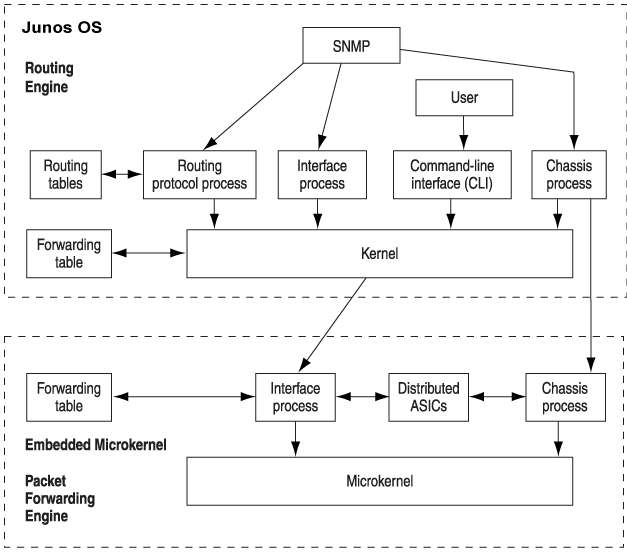 Junos OS
Routing
Engine
SNMP
User
Routing
tables
Routing
protocol process
Interface
process
Command-line
interface (CLI)
Chassis
process
Forwarding
table
Kernel
Forwarding
table
Interface
process
Distributed
ASICs
Chassis
process
Embedded Microkernel
Packet
Forwarding
Engine
Microkernel